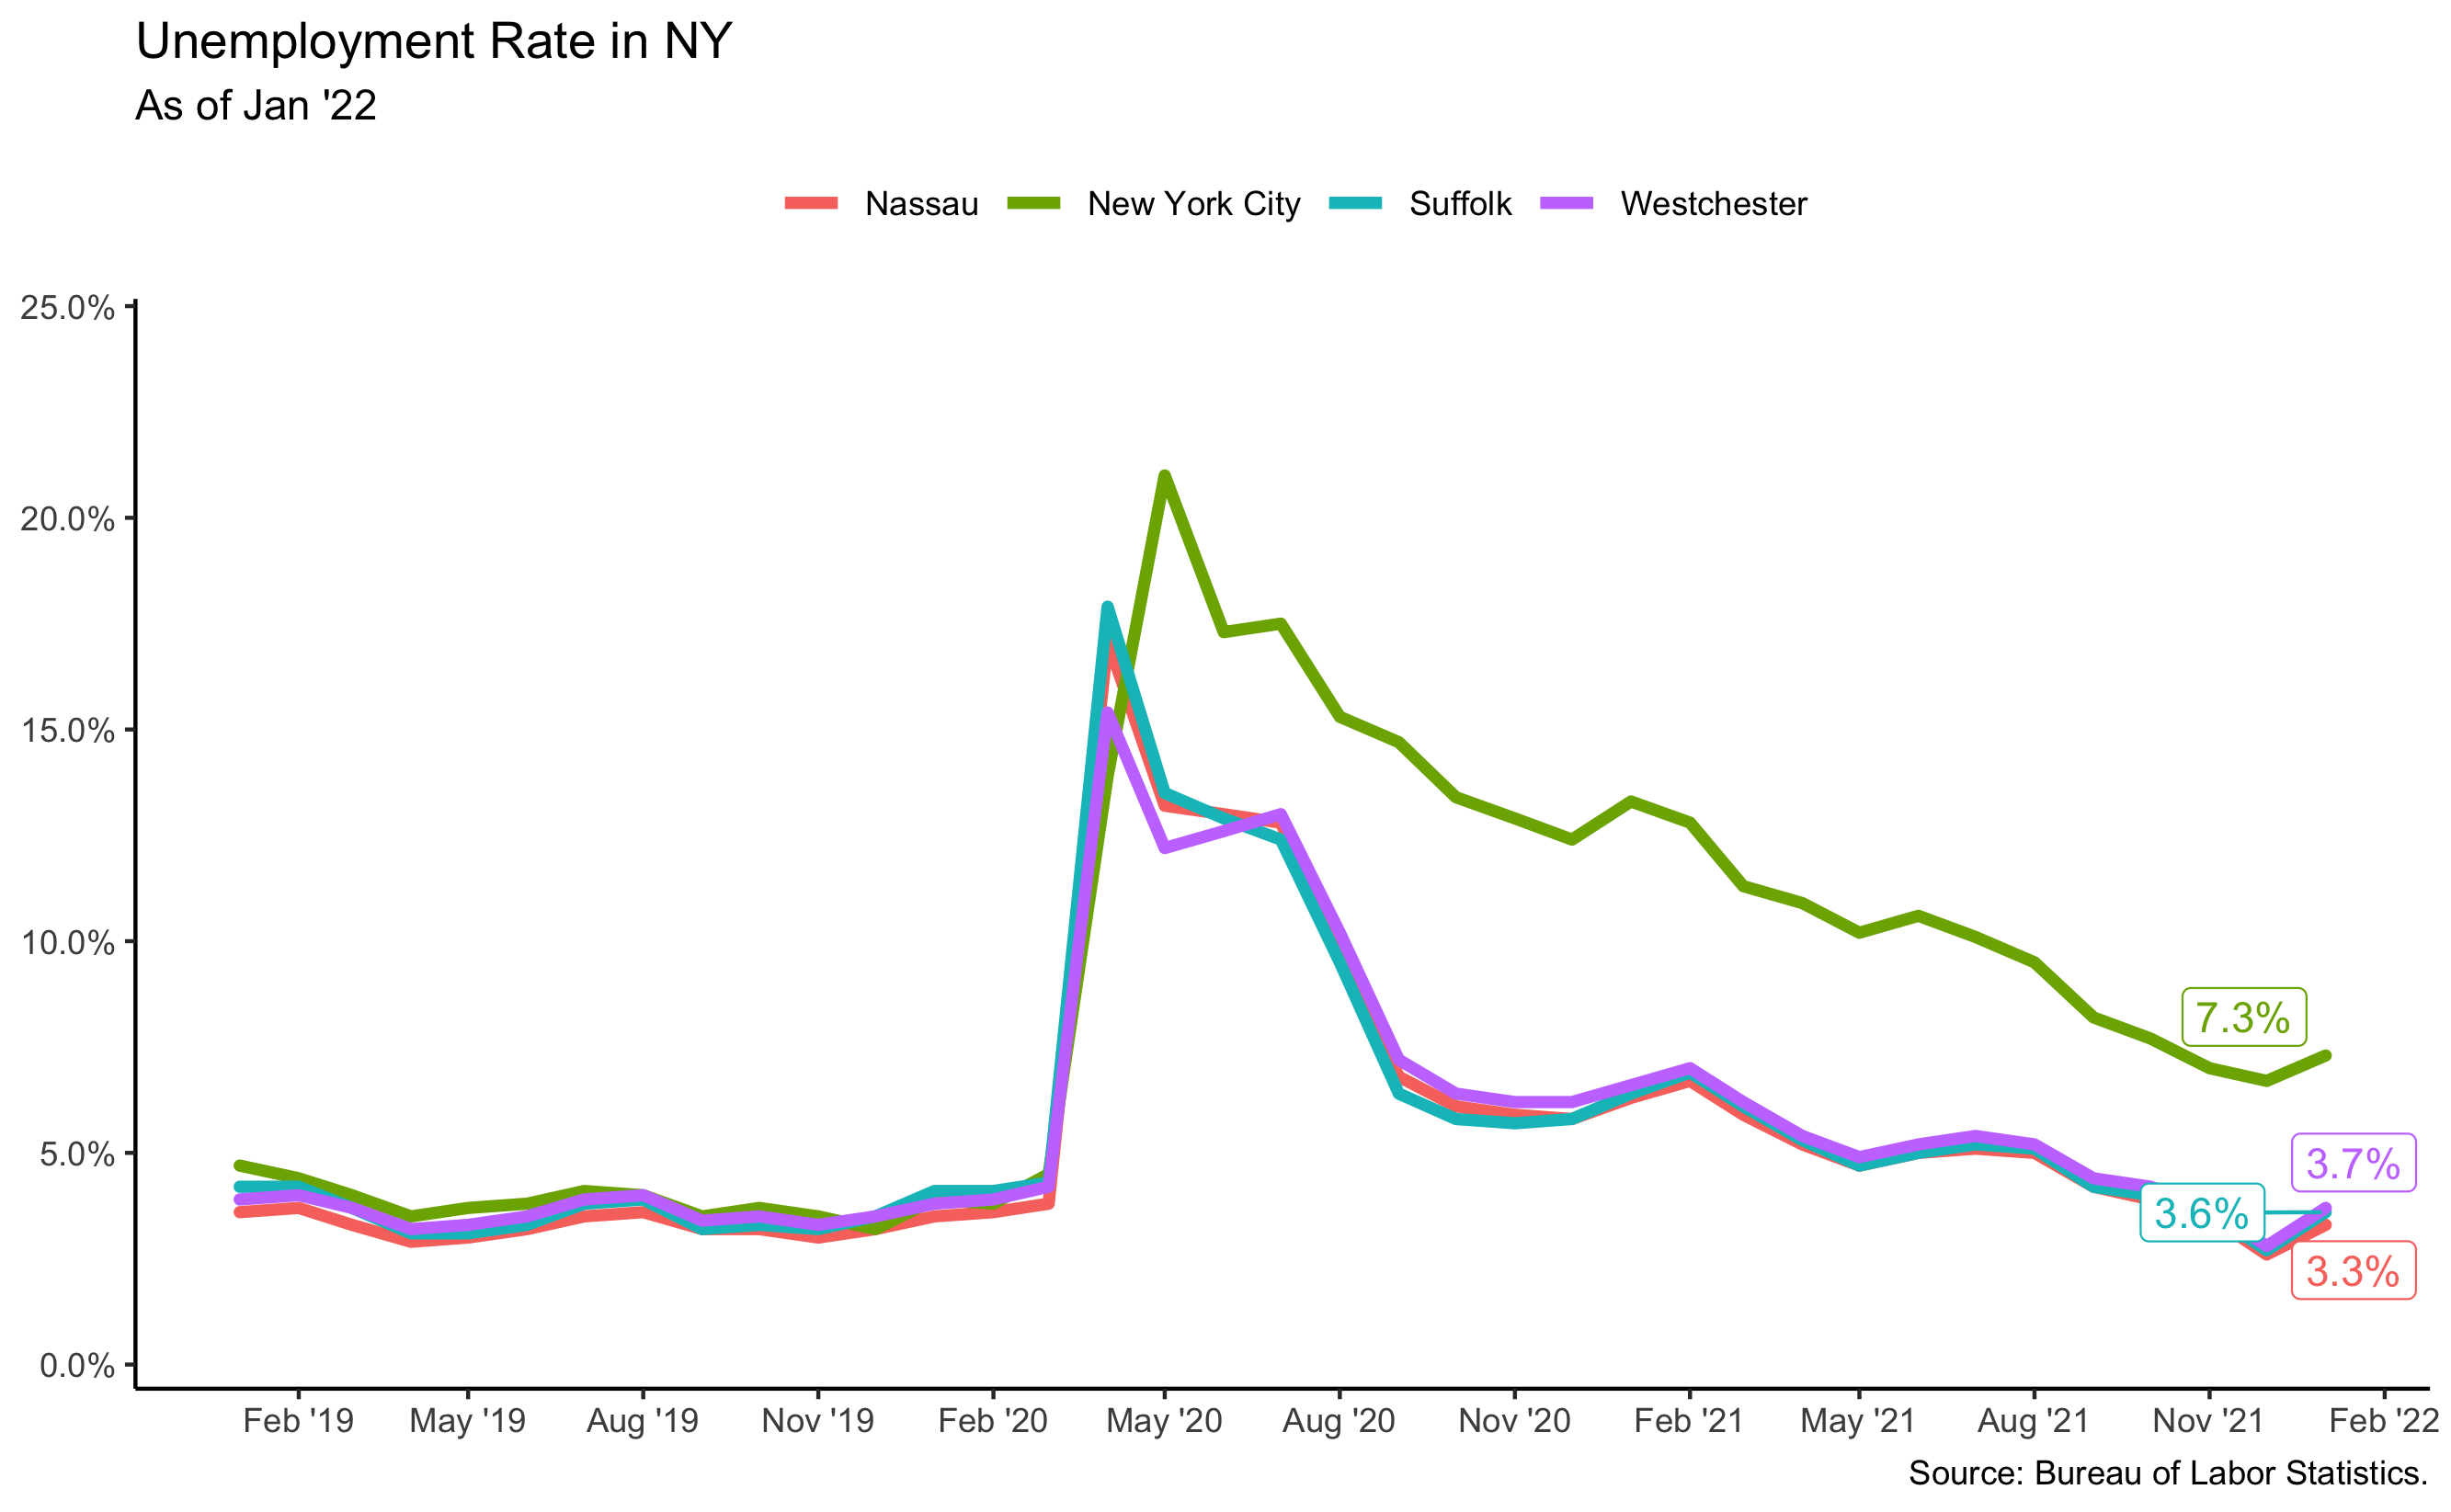 Unemployment Rate in NY
As of Jan '22
Nassau New York City Suffolk Westchester
25.0%
20.0%
15.0%
10.0%
5.0%
0.0%
7.3%
3.7%
3.6%
3.3%
Feb '19 May '19 Aug '19 Nov '19 Feb '20 May '20 Aug '20 Nov '20 Feb '21 May '21 Aug '21 Nov '21 Feb '22
Source: Bureau of Labor Statistics.